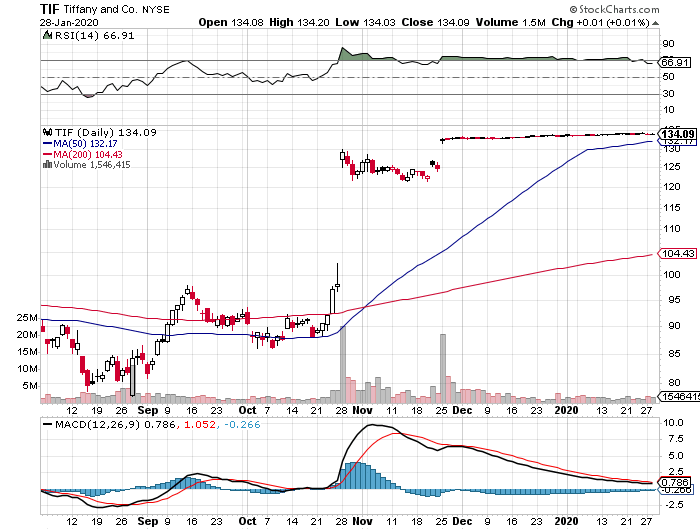 TIF Tiffany and Co. NYSE © StockCharts.com
28-Jan-2020 Open 134.08 High 134.20 Low 134.03 Close 134.09 Volume 1.5M Chg +0.01 (+0.01%)
RSI(14) 66.91
90
70
66.91
50
30
10
TIF (Daily) 134.09
MA(50) 132.17
MA(200) 104.43
Volume 1,546,415
134.09
132.17
130
125
120
115
110
104.43
100
95
90
85
80
25M
20M
15M
10M
5M
1546415
12 19 26 Sep 9 16 23 Oct 7 14 21 28 Nov 11 18 25 Dec 9 16 23 2020 13 21 27
MACD(12,26,9) 0.786, 1.052, -0.266
10.0
7.5
5.0
2.5
0.786
-0.266
-2.5
12 19 26 Sep 9 16 23 Oct 7 14 21 28 Nov 11 18 25 Dec 9 16 23 2020 13 21 27